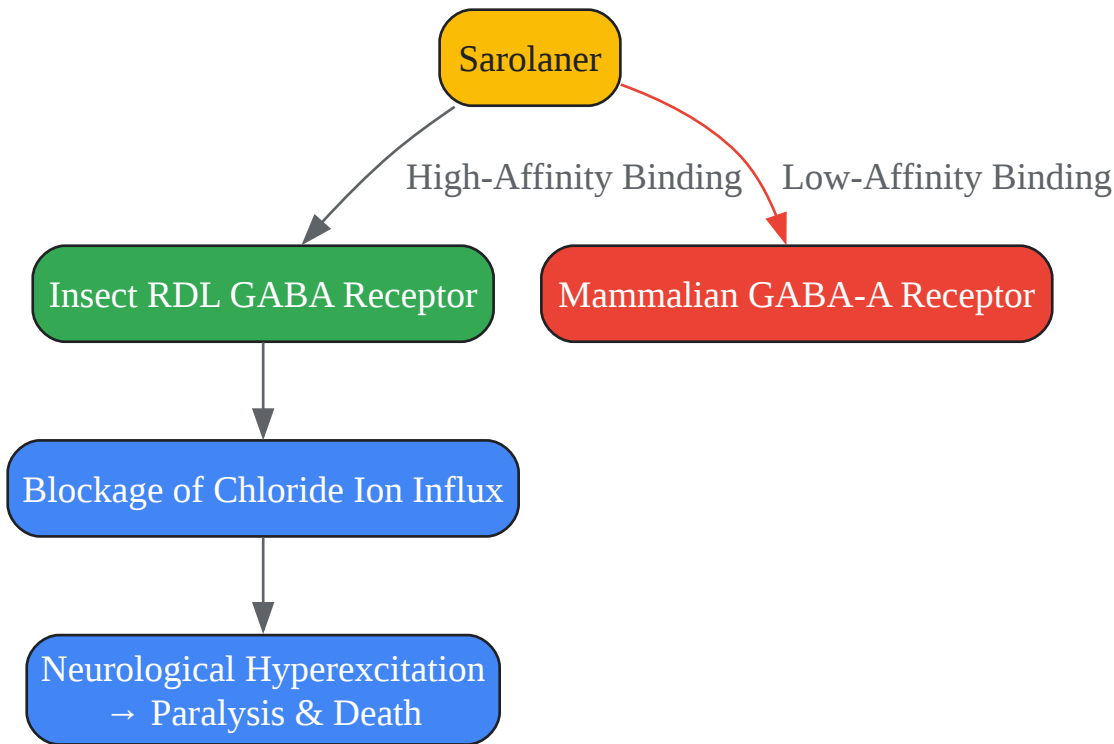 Sarolaner
High-Affinity Binding
Low-Affinity Binding
Insect RDL GABA Receptor
Mammalian GABA-A Receptor
Blockage of Chloride Ion Influx
Neurological Hyperexcitation
→ Paralysis & Death